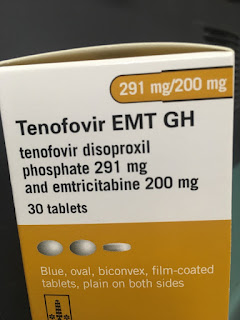 291 mg/200 mg
Tenofovir EMT GH
tenofovir disoproxil
phosphate 291 mg
and emtricitabine 200 mg
30 tablets
Blue, oval, biconvex, film-coated
tablets, plain on both sides